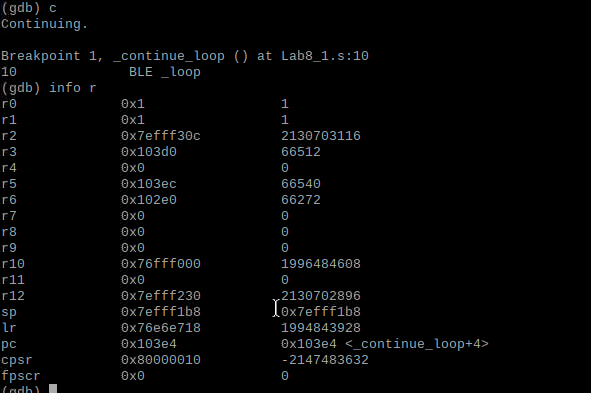 (gdb) c
Continuing.
Breakpoint 1, _continue_loop () at Lab8_1.s:10
10 BLE _loop
(gdb) info r
r0 0x1 1
r1 0x1 1
r2 0x7efff30c 2130703116
r3 0x103d0 66512
r4 0x0 0
r5 0x103ec 66540
r6 0x102e0 66272
r7 0x0 0
r8 0x0 0
r9 0x0 0
r10 0x76fff000 1996484608
r11 0x0 0
r12 0x7efff230 2130702896
sp 0x7efff1b8 0x7efff1b8
lr 0x76e6e718 1994843928
pc 0x103e4 0x103e4 <_continue_loop+4>
cpsr 0x80000010 -2147483632
fpscr 0x0 0
(gdb)